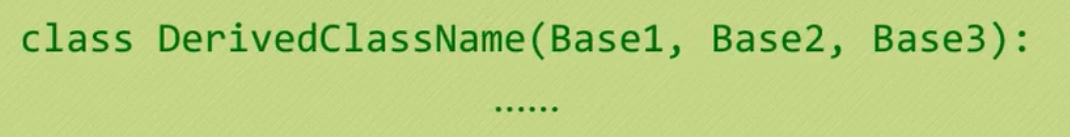 class DerivedClassName(Base1, Base2, Base3):
……